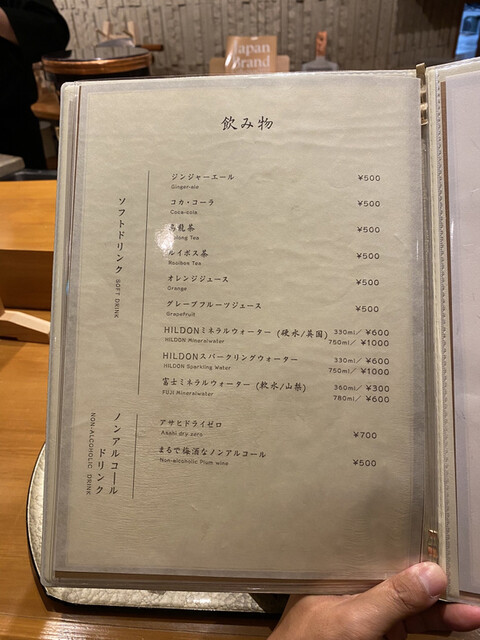 Japan
Brand
飲み物
ソフトドリンク SOFT DRINK
ジンジャーエール ¥500
Ginger-ale
コカ・コーラ ¥500
Coca-cola
烏龍茶 ¥500
Oolong Tea
ルイボス茶 ¥500
Rooibos Tea
オレンジジュース ¥500
Orange
グレープフルーツジュース ¥500
Grapefruit
HILDONミネラルウォーター (硬水/英国) 330ml/ ¥600
HILDON Mineralwater 750ml/ ¥1000
HILDONスパークリングウォーター 330ml/ ¥600
HILDON Sparkling Water 750ml/ ¥1000
富士ミネラルウォーター (軟水/山梨) 360ml/ ¥300
FUJI Mineralwater 780ml/ ¥600
ノンアルコール
ドリンク
NON-ALCOHOLIC DRINK
アサヒドライゼロ ¥700
Asahi dry zero
まるで梅酒なノンアルコール ¥500
Non-alcoholic Plum wine